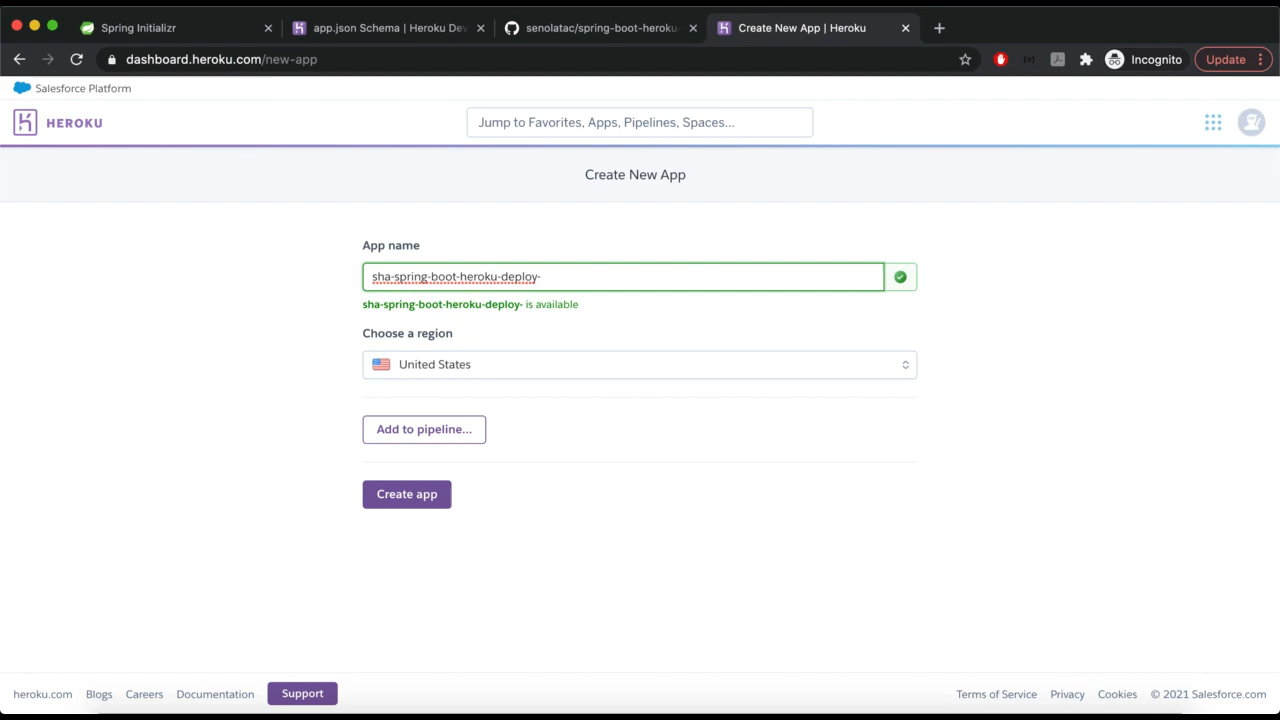 Spring Initializr
app.json Schema | Heroku Dev
senolatac/spring-boot-heroku-
Create New App | Heroku
dashboard.heroku.com/new-app
Incognito
Update
Salesforce Platform
HEROKU
Jump to Favorites, Apps, Pipelines, Spaces...
Create New App
App name
sha-spring-boot-heroku-deploy-
sha-spring-boot-heroku-deploy- is available
Choose a region
United States
Add to pipeline...
Create app
heroku.com Blogs Careers Documentation Support Terms of Service Privacy Cookies © 2021 Salesforce.com